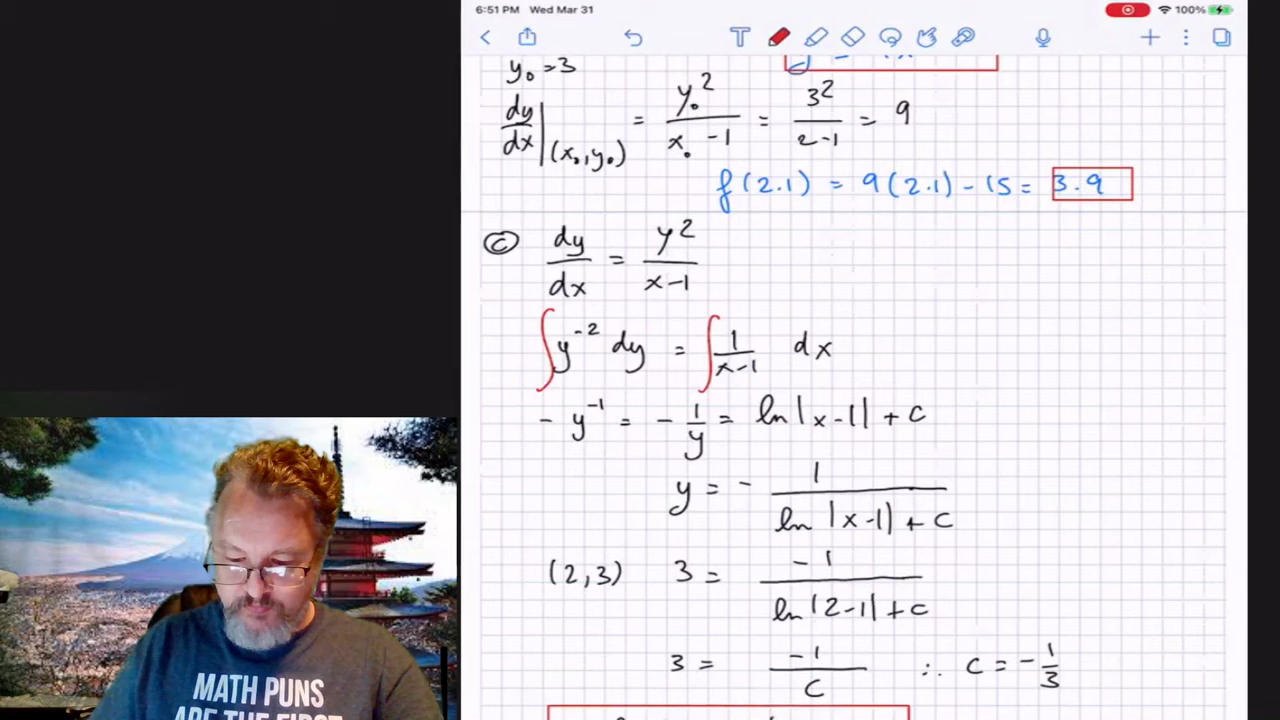 6:51 PM Wed Mar 31
100%
y₀ = 3
dy/dx |(x₀, y₀) = y₀²/(x₀ - 1) = 3²/(2-1) = 9
f(2.1) = 9(2.1) - 15 = 3.9
ⓒ dy/dx = y²/(x-1)
∫ y⁻² dy = ∫ 1/(x-1) dx
- y⁻¹ = - 1/y = ln|x-1| + c
y = - 1/(ln|x-1| + c)
(2,3) 3 = -1/(ln|2-1| + c)
3 = -1/c ∴ c = - 1/3
MATH PUNS
ARE THE FIRST